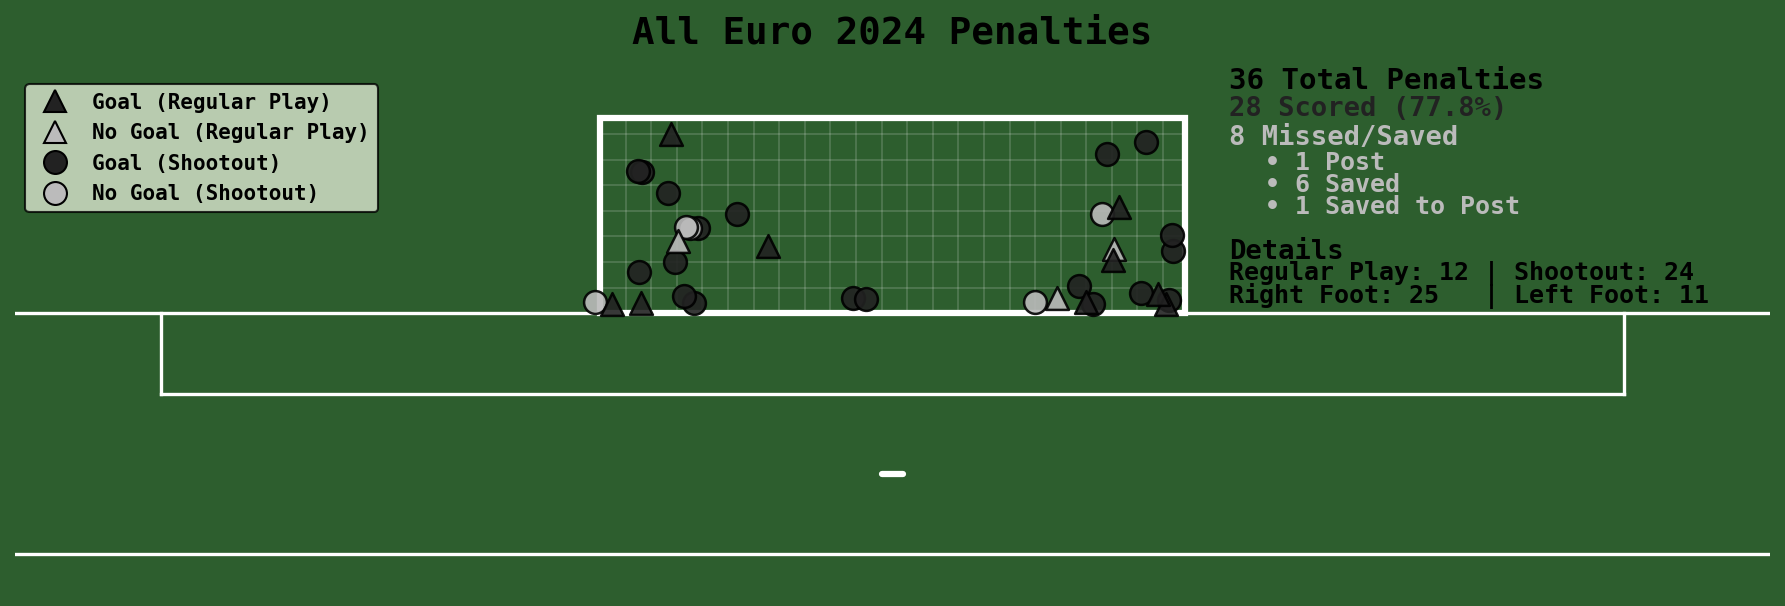 All Euro 2024 Penalties
Goal (Regular Play)
No Goal (Regular Play)
Goal (Shootout)
No Goal (Shootout)
36 Total Penalties
28 Scored (77.8%)
8 Missed/Saved
• 1 Post
• 6 Saved
• 1 Saved to Post
Details
Regular Play: 12 | Shootout: 24
Right Foot: 25 | Left Foot: 11